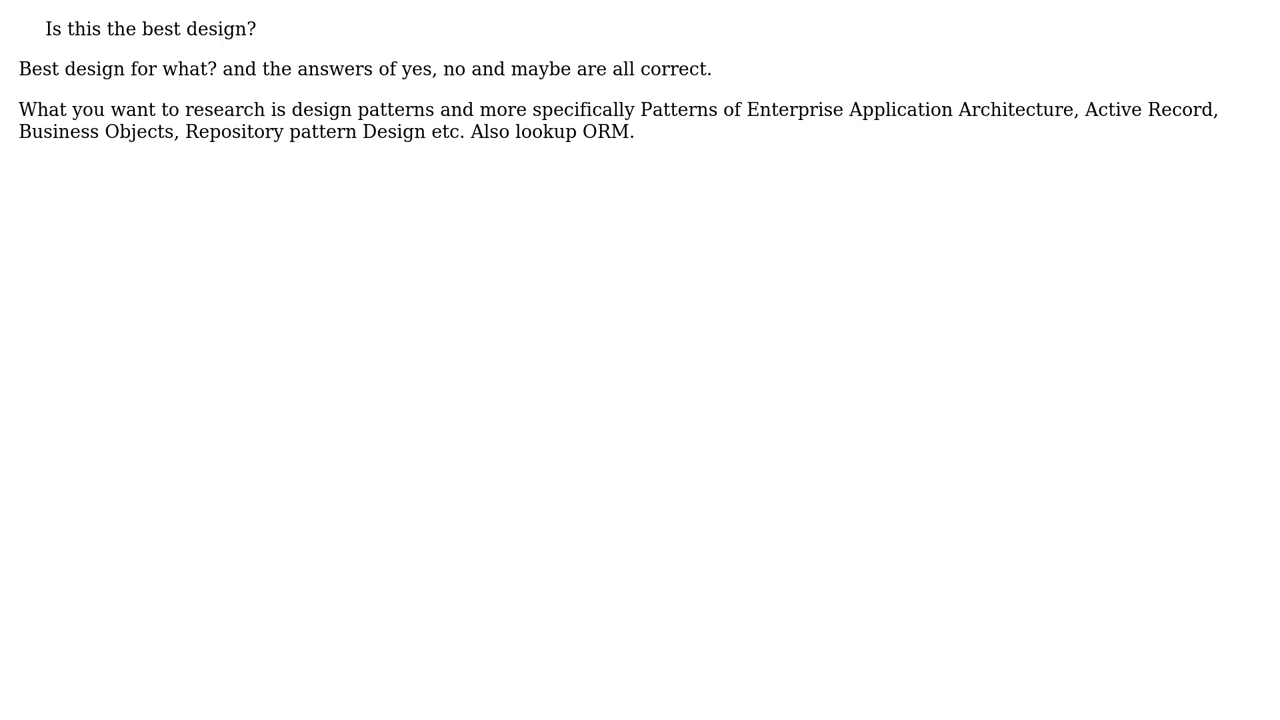 Is this the best design?
Best design for what? and the answers of yes, no and maybe are all correct.
What you want to research is design patterns and more specifically Patterns of Enterprise Application Architecture, Active Record,
Business Objects, Repository pattern Design etc. Also lookup ORM.